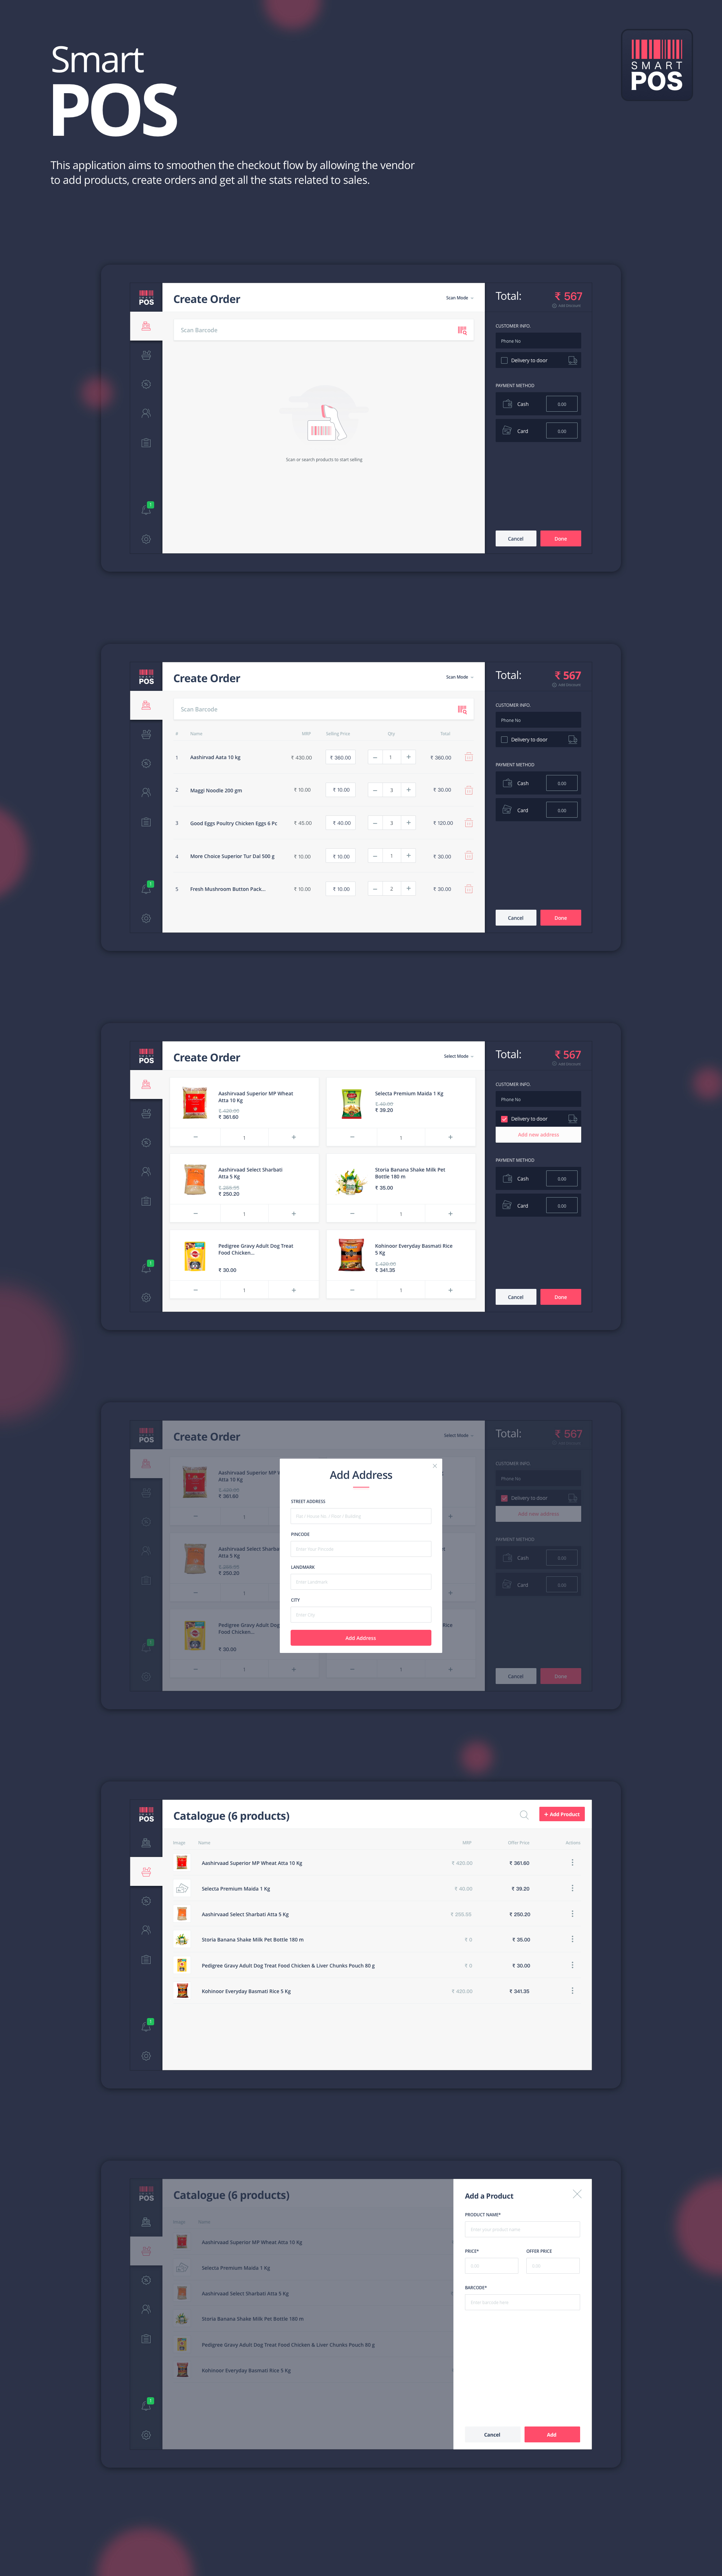 Smart
POS
SMART
POS
This application aims to smoothen the checkout flow by allowing the vendor
to add products, create orders and get all the stats related to sales.
SMART
POS
Create Order
Scan Mode
Total:
₹ 567
Add Discount
Scan Barcode
CUSTOMER INFO.
Phone No
Delivery to door
PAYMENT METHOD
Cash
0.00
Card
0.00
Scan or search products to start selling
1
Cancel
Done
SMART
POS
Create Order
Scan Mode
Total:
₹ 567
Add Discount
Scan Barcode
CUSTOMER INFO.
Phone No
# Name MRP Selling Price Qty Total
Delivery to door
1 Aashirvad Aata 10 kg ₹ 430.00 ₹ 360.00 – 1 + ₹ 360.00
PAYMENT METHOD
Cash
0.00
2 Maggi Noodle 200 gm ₹ 10.00 ₹ 10.00 – 3 + ₹ 30.00
Card
0.00
3 Good Eggs Poultry Chicken Eggs 6 Pc ₹ 45.00 ₹ 40.00 – 3 + ₹ 120.00
4 More Choice Superior Tur Dal 500 g ₹ 10.00 ₹ 10.00 – 1 + ₹ 30.00
5 Fresh Mushroom Button Pack... ₹ 10.00 ₹ 10.00 – 2 + ₹ 30.00
1
Cancel
Done
SMART
POS
Create Order
Select Mode
Total:
₹ 567
Add Discount
CUSTOMER INFO.
Phone No
Delivery to door
Add new address
PAYMENT METHOD
Cash
0.00
Card
0.00
Aashirvaad Superior MP Wheat
Atta 10 Kg
₹ 420.00
₹ 361.60
– 1 +
Selecta Premium Maida 1 Kg
₹ 39.20
– 1 +
Aashirvaad Select Sharbati
Atta 5 Kg
₹ 250.20
– 1 +
Storia Banana Shake Milk Pet
Bottle 180 m
₹ 35.00
– 1 +
Pedigree Gravy Adult Dog Treat
Food Chicken...
₹ 30.00
– 1 +
Kohinoor Everyday Basmati Rice
5 Kg
₹ 420.00
₹ 341.35
– 1 +
1
Cancel
Done
SMART
POS
Create Order
Select Mode
Total:
₹ 567
CUSTOMER INFO.
Phone No
Delivery to door
Add new address
PAYMENT METHOD
Cash
0.00
Card
0.00
Aashirvaad Superior MP
Atta 10 Kg
₹ 420.00
₹ 361.60
– 1
Aashirvaad Select Sharba
Atta 5 Kg
₹ 250.20
– 1
Pedigree Gravy Adult Dog
Food Chicken...
₹ 30.00
– 1 +
Rice
– 1 +
Add Address
STREET ADDRESS
Flat / House No. / Floor / Building
PINCODE
Enter Your Pincode
LANDMARK
Enter Landmark
CITY
Enter city
Add Address
Cancel
Done
SMART
POS
Catalogue (6 products)
+ Add Product
Image Name MRP Offer Price Actions
Aashirvaad Superior MP Wheat Atta 10 Kg ₹ 420.00 ₹ 361.60
Selecta Premium Maida 1 Kg ₹ 40.00 ₹ 39.20
Aashirvaad Select Sharbati Atta 5 Kg ₹ 250.20
Storia Banana Shake Milk Pet Bottle 180 m ₹ 0 ₹ 35.00
Pedigree Gravy Adult Dog Treat Food Chicken & Liver Chunks Pouch 80 g ₹ 0 ₹ 30.00
Kohinoor Everyday Basmati Rice 5 Kg ₹ 420.00 ₹ 341.35
1
SMART
POS
Catalogue (6 products)
Image Name
Aashirvaad Superior MP Wheat Atta 10 Kg
Selecta Premium Maida 1 Kg
Aashirvaad Select Sharbati Atta 5 Kg
Storia Banana Shake Milk Pet Bottle 180 m
Pedigree Gravy Adult Dog Treat Food Chicken & Liver Chunks Pouch 80 g
Kohinoor Everyday Basmati Rice 5 Kg
1
Add a Product
PRODUCT NAME*
Enter your product name
PRICE* OFFER PRICE
0.00 0.00
BARCODE*
Enter barcode here
Cancel
Add